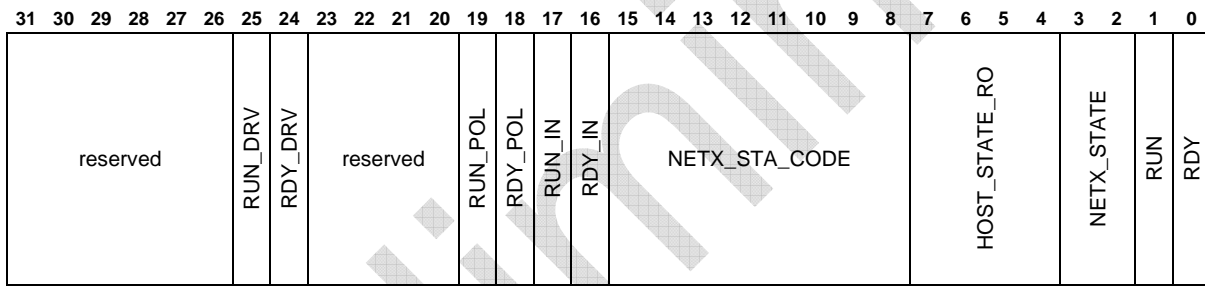 31 30 29 28 27 26 25 24 23 22 21 20 19 18 17 16 15 14 13 12 11 10 9 8 7 6 5 4 3 2 1 0
reserved
RUN_DRV
RDY_DRV
reserved
RUN_POL
RDY_POL
RUN_IN
RDY_IN
NETX_STA_CODE
HOST_STATE_RO
NETX_STATE
RUN
RDY